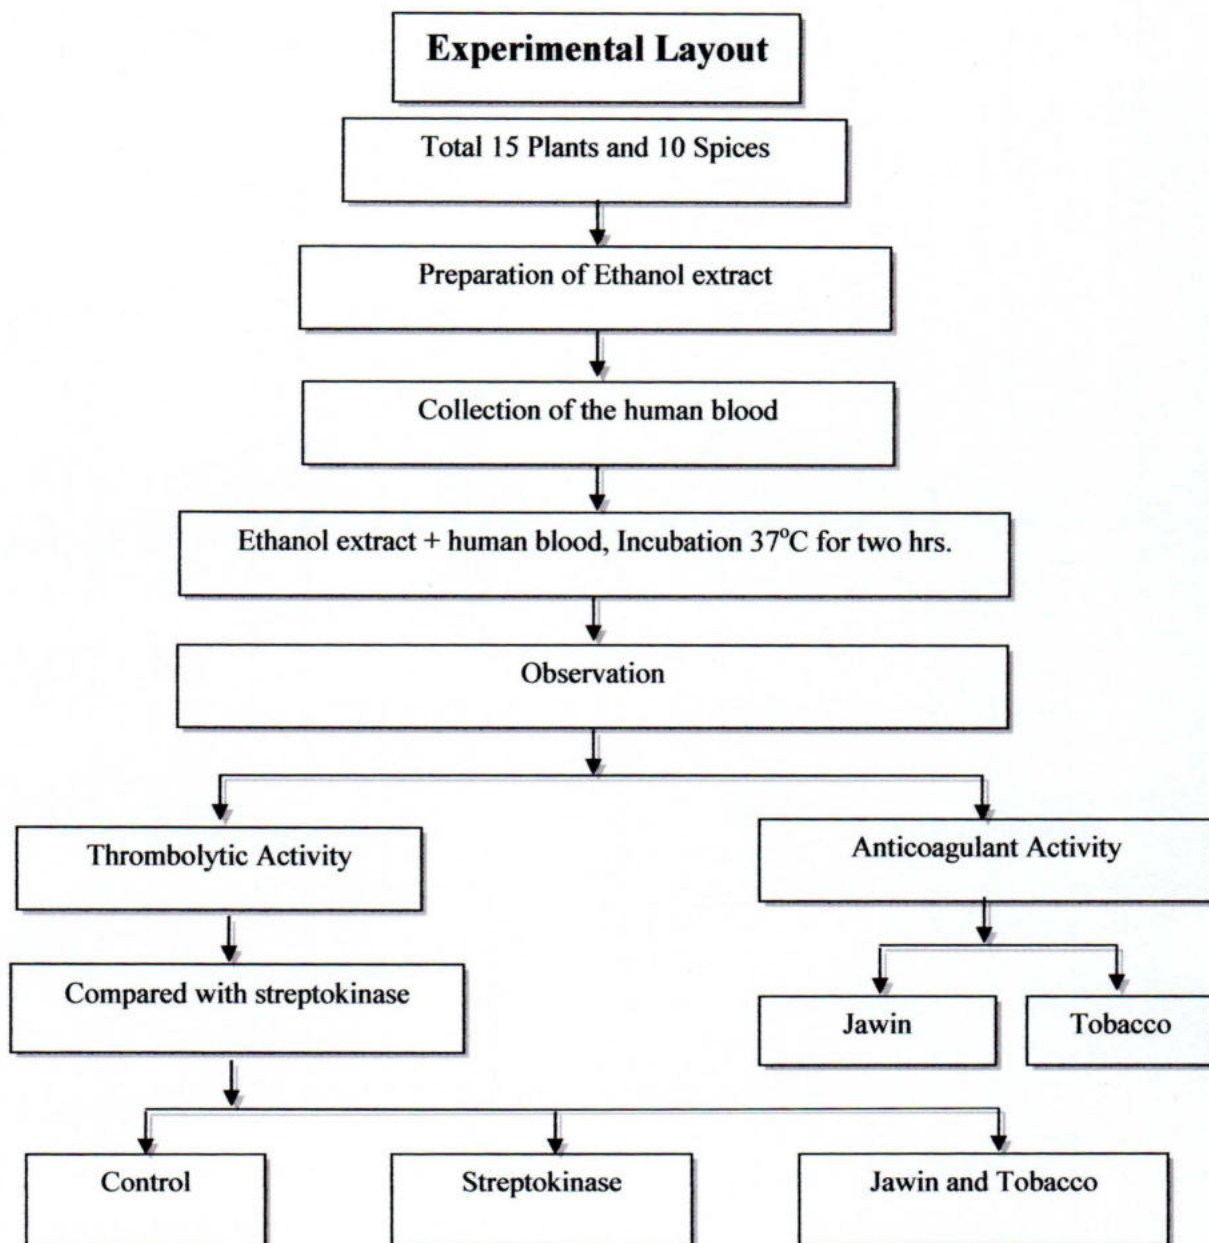 Experimental Layout
Total 15 Plants and 10 Spices
Preparation of Ethanol extract
Collection of the human blood
Ethanol extract + human blood, Incubation 37°C for two hrs.
Observation
Thrombolytic Activity
Anticoagulant Activity
Compared with streptokinase
Jawin
Tobacco
Control
Streptokinase
Jawin and Tobacco